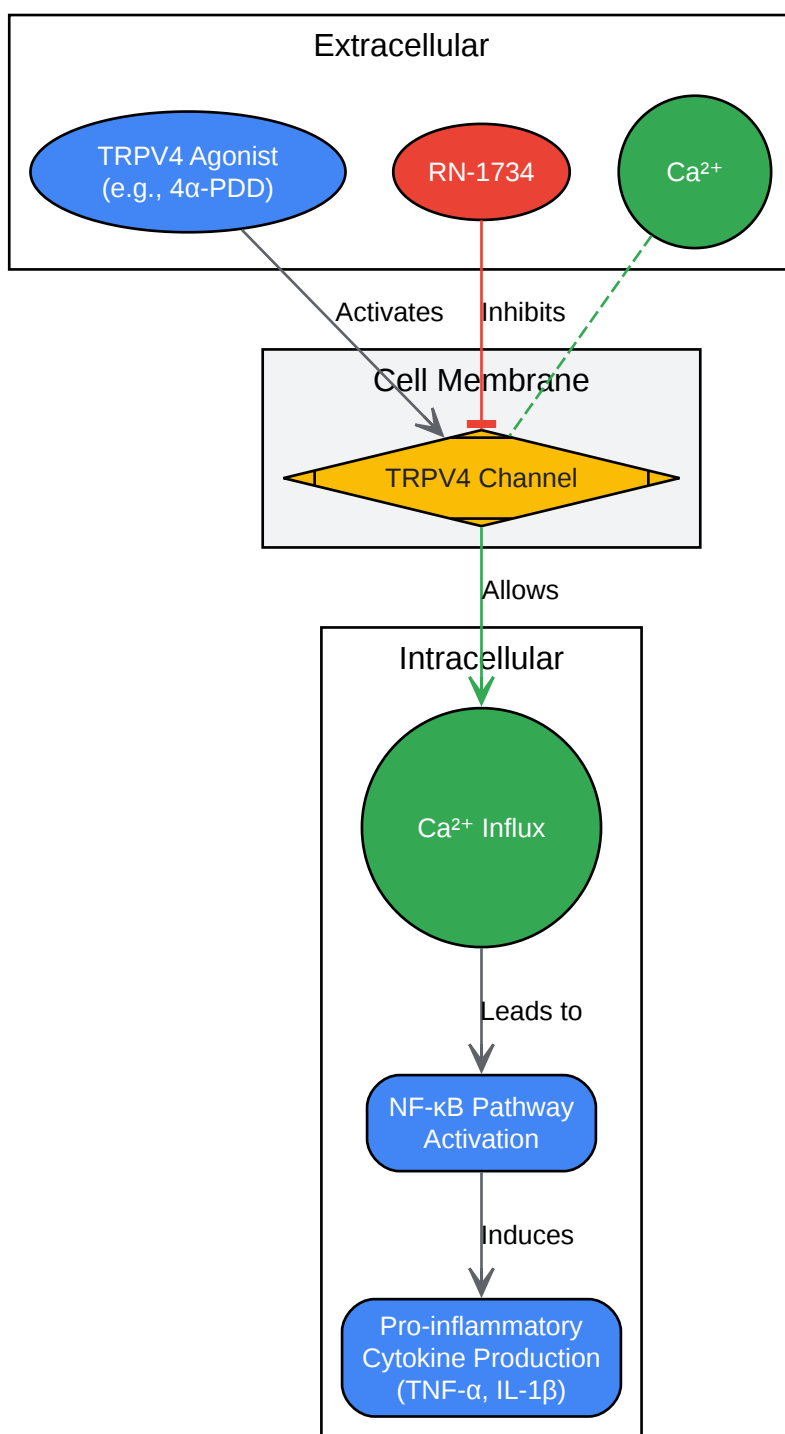 Extracellular
TRPV4 Agonist
(e.g., 4α-PDD)
RN-1734
Ca²⁺
Activates
Inhibits
Cell Membrane
TRPV4 Channel
Allows
Intracellular
Ca²⁺ Influx
Leads to
NF-κB Pathway
Activation
Induces
Pro-inflammatory
Cytokine Production
(TNF-α, IL-1β)